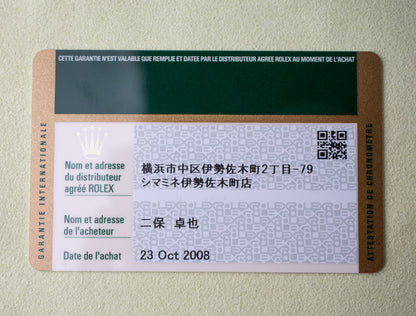 CETTE GARANTIE N'EST VALABLE QUE REMPLIE ET DATEE PAR LE DISTRIBUTEUR AGREE ROLEX AU MOMENT DE L'ACHAT
GARANTIE INTERNATIONALE
Nom et adresse
du distributeur
agréé ROLEX
横浜市中区伊勢佐木町2丁目-79
シマミネ伊勢佐木町店
Nom et adresse
de l'acheteur
二保 卓也
Date de l'achat
23 Oct 2008
ATTESTATION DE CHRONOMETRE